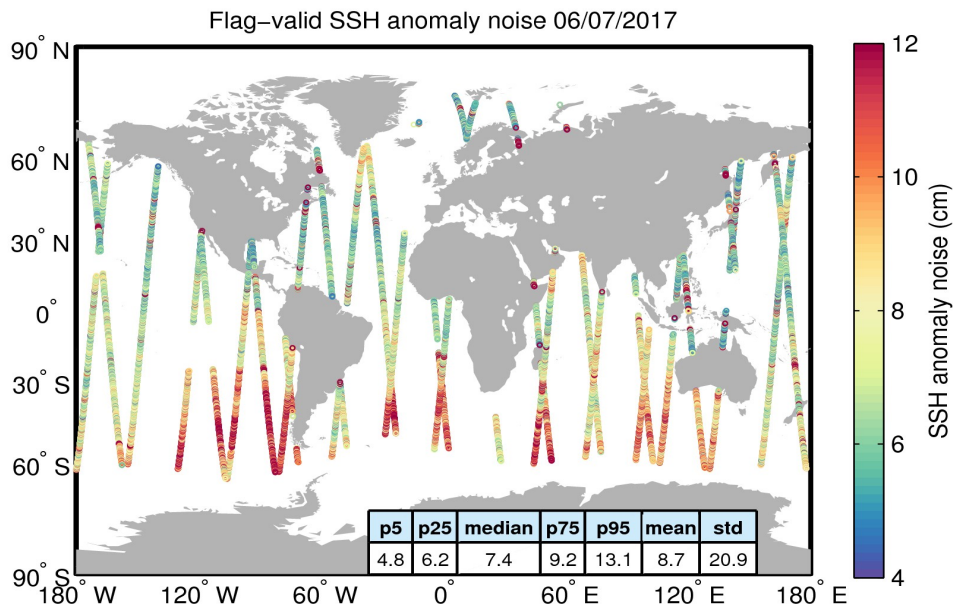 Flag−valid SSH anomaly noise 06/07/2017
90° N
60° N
30° N
0°
30° S
60° S
90° S
180° W
120° W
60° W
0°
60° E
120° E
180° E
p5 p25 median p75 p95 mean std
4.8 6.2 7.4 9.2 13.1 8.7 20.9
12
10
8
6
4
SSH anomaly noise (cm)